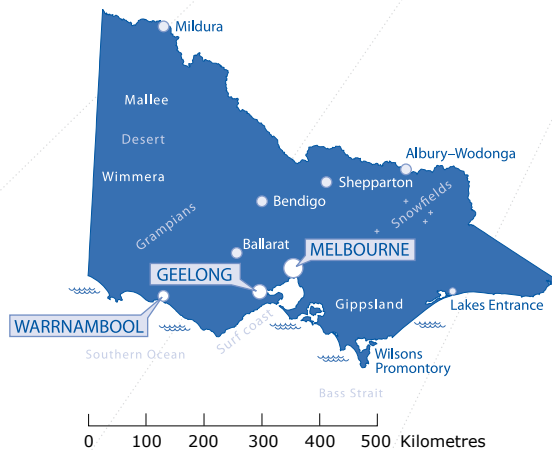 Mildura
Mallee
Desert
Wimmera
Albury–Wodonga
Shepparton
Snowfields
Bendigo
Grampians
Ballarat
MELBOURNE
GEELONG
Gippsland
Lakes Entrance
WARRNAMBOOL
Surf coast
Southern Ocean
Wilsons
Promontory
Bass Strait
0 100 200 300 400 500 Kilometres